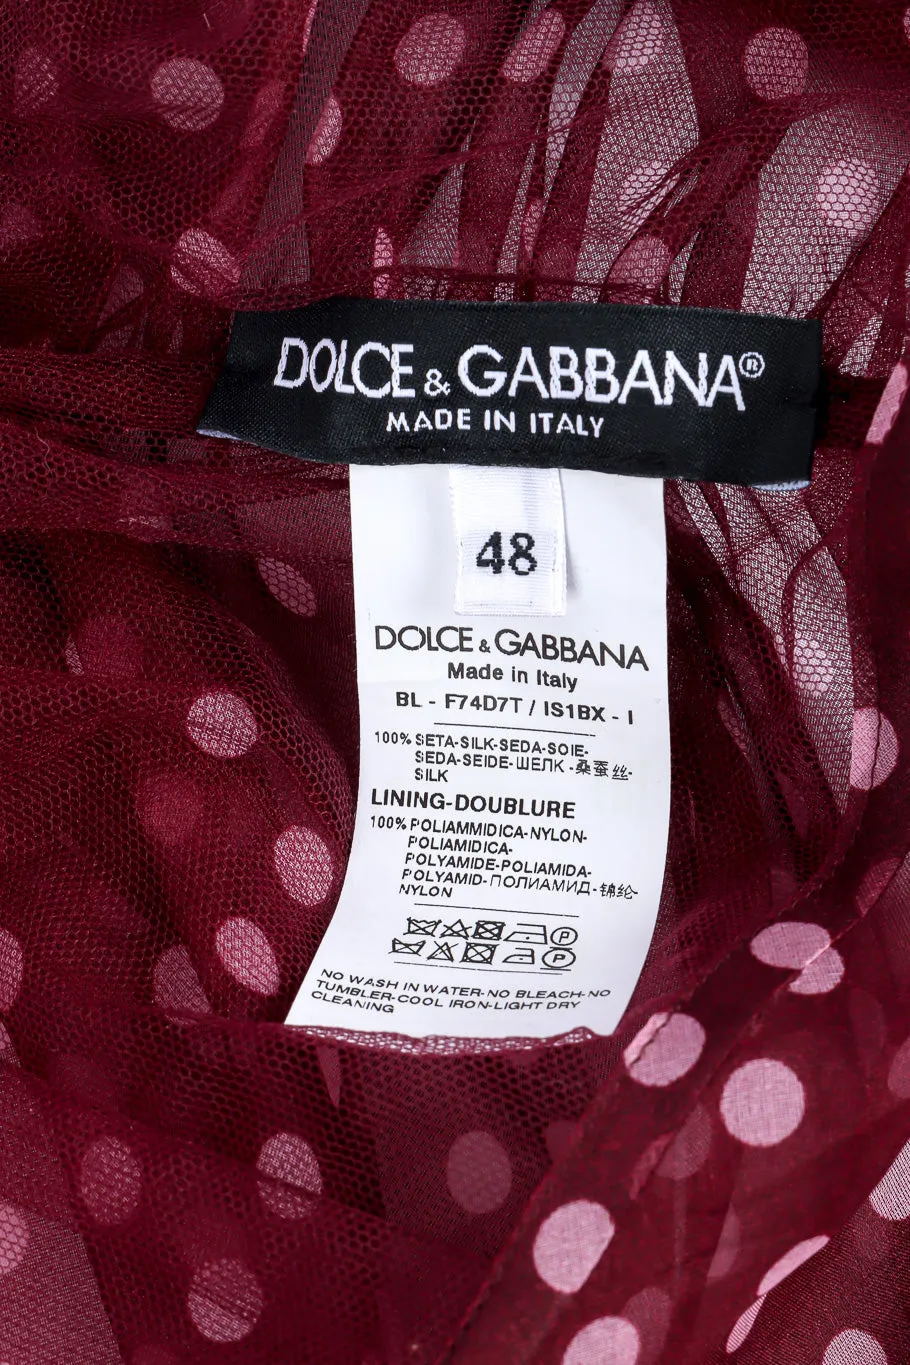 DOLCE & GABBANA®
MADE IN ITALY
48
DOLCE & GABBANA
Made in Italy
BL - F74D7T / IS1BX - I
100% SETA-SILK-SEDA-SOIE-
SEDA-SEIDE-ШЕЛК-桑蚕丝-
SILK
LINING-DOUBLURE
100% POLIAMMIDICA-NYLON-
POLIAMIDICA-
POLYAMIDE-POLIAMIDA-
POLYAMID-ПОЛИАМИД-锦纶
NYLON
NO WASH IN WATER-NO BLEACH-NO
TUMBLER-COOL IRON-LIGHT DRY
CLEANING